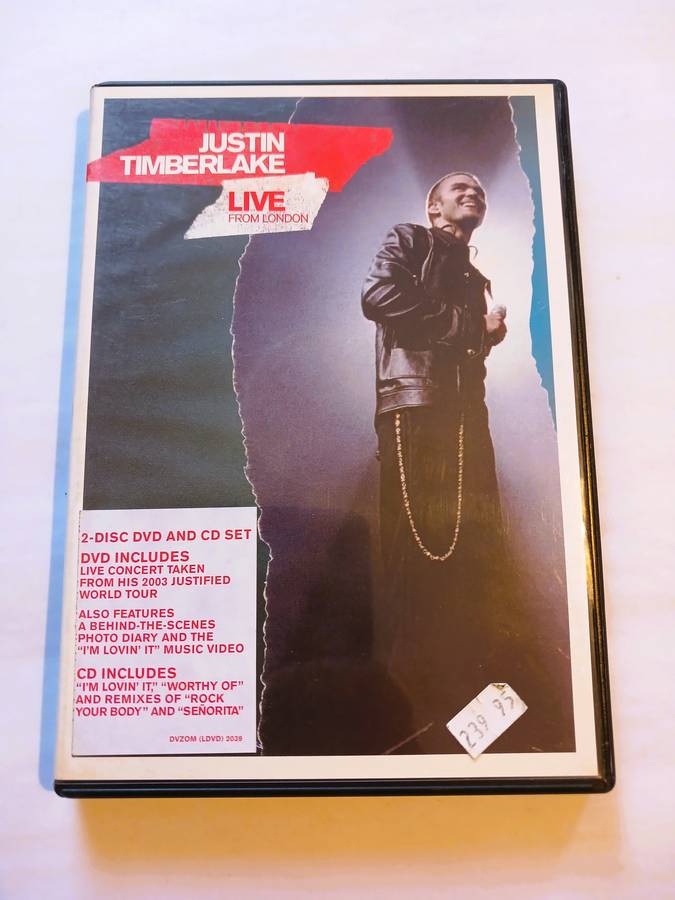 JUSTIN
TIMBERLAKE
LIVE
FROM LONDON
2-DISC DVD AND CD SET
DVD INCLUDES
LIVE CONCERT TAKEN
FROM HIS 2003 JUSTIFIED
WORLD TOUR
ALSO FEATURES
A BEHIND-THE-SCENES
PHOTO DIARY AND THE
“I’M LOVIN’ IT” MUSIC VIDEO
CD INCLUDES
“I’M LOVIN’ IT,” “WORTHY OF”
AND REMIXES OF “ROCK
YOUR BODY” AND “SEÑORITA”
DVZOM (LDVD) 2039
239 95